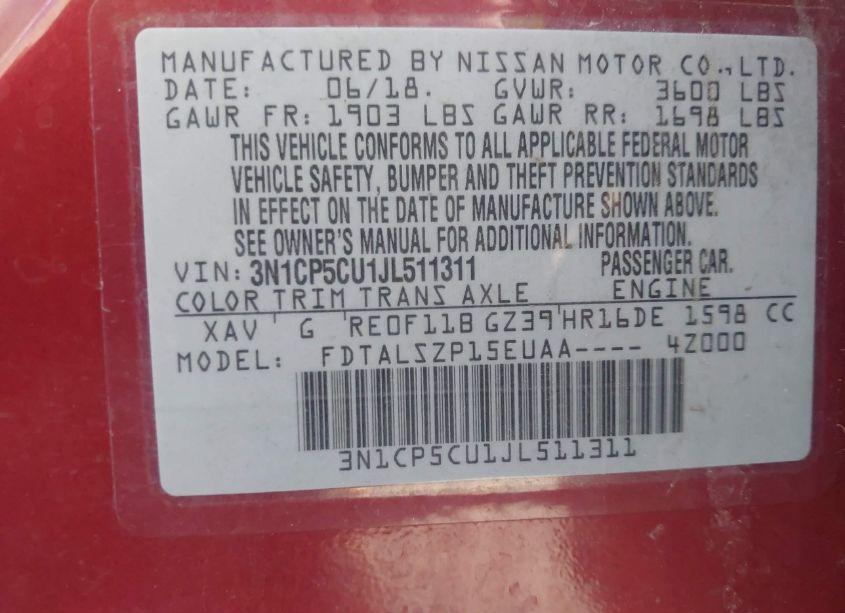 MANUFACTURED BY NISSAN MOTOR CO., LTD.
DATE: 06/18. GVWR: 3600 LBS
GAWR FR: 1903 LBS GAWR RR: 1698 LBS
THIS VEHICLE CONFORMS TO ALL APPLICABLE FEDERAL MOTOR
VEHICLE SAFETY, BUMPER AND THEFT PREVENTION STANDARDS
IN EFFECT ON THE DATE OF MANUFACTURE SHOWN ABOVE.
SEE OWNER'S MANUAL FOR ADDITIONAL INFORMATION.
VIN: 3N1CP5CU1JL511311 PASSENGER CAR.
COLOR TRIM TRANS AXLE ENGINE
XAV G RE0F11B GZ39 HR16DE 1598 CC
MODEL: FDTALSZP15EUAA---- 4Z000
3N1CP5CU1JL511311